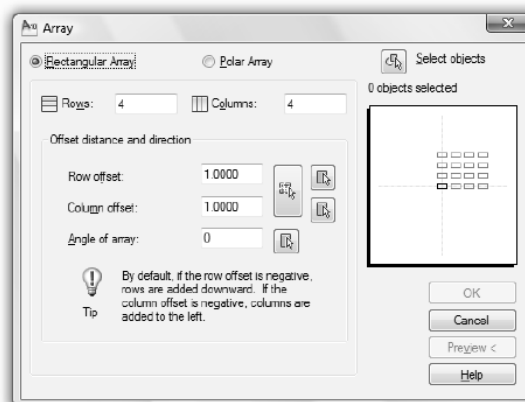 Array
Rectangular Array
Polar Array
Select objects
0 objects selected
Rows:
4
Columns:
4
Offset distance and direction
Row offset:
1.0000
Column offset:
1.0000
Angle of array:
0
Tip
By default, if the row offset is negative,
rows are added downward. If the
column offset is negative, columns are
added to the left.
OK
Cancel
Preview <
Help